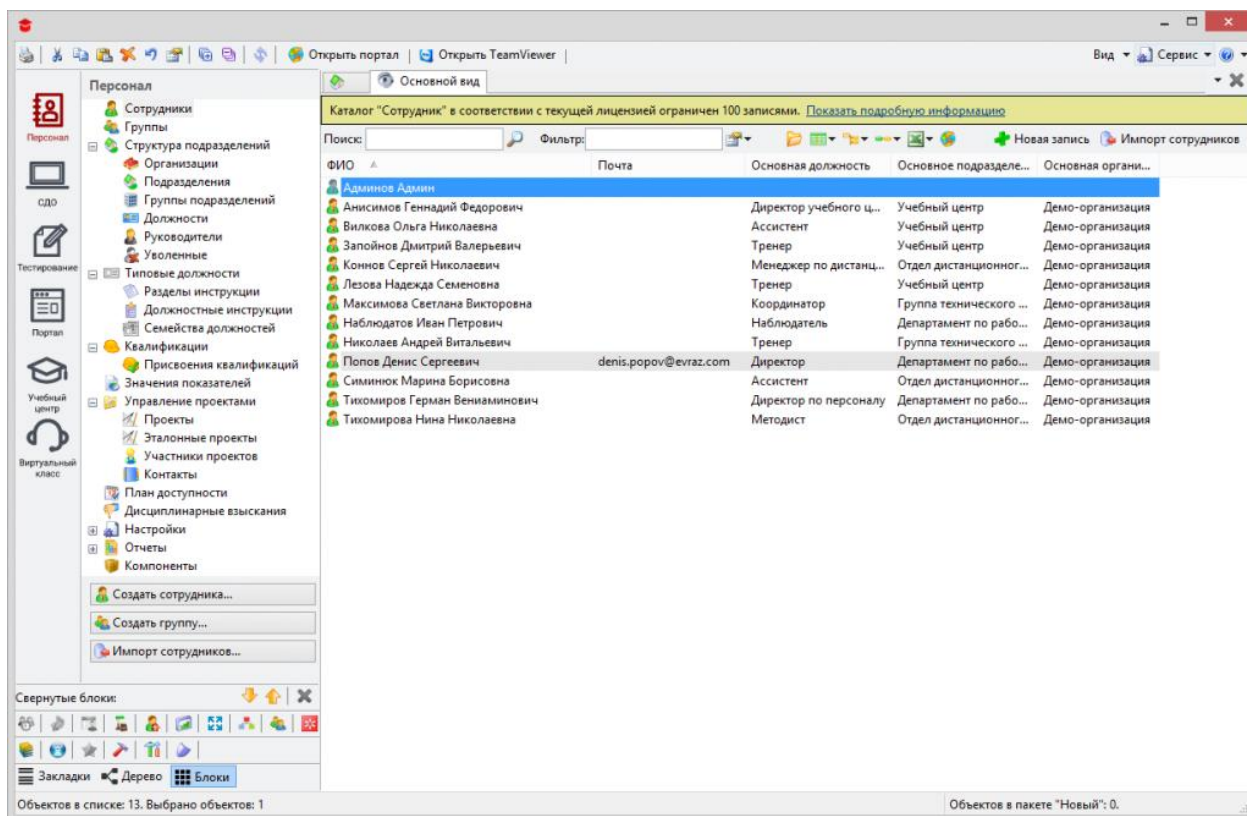 Открыть портал | Открыть TeamViewer | Вид Сервис
Персонал
СДО
Тестирование
Портал
Учебный центр
Виртуальный класс
Персонал
Сотрудники
Группы
Структура подразделений
Организации
Подразделения
Группы подразделений
Должности
Руководители
Уволенные
Типовые должности
Разделы инструкции
Должностные инструкции
Семейства должностей
Квалификации
Присвоения квалификаций
Значения показателей
Управление проектами
Проекты
Эталонные проекты
Участники проектов
Контакты
План доступности
Дисциплинарные взыскания
Настройки
Отчеты
Компоненты
Создать сотрудника...
Создать группу...
Импорт сотрудников...
Свернутые блоки:
Закладки Дерево Блоки
Основной вид
Каталог "Сотрудник" в соответствии с текущей лицензией ограничен 100 записями. Показать подробную информацию
Поиск: Фильтр: Новая запись Импорт сотрудников
ФИО Почта Основная должность Основное подразделе... Основная органи...
Админов Админ
Анисимов Геннадий Федорович Директор учебного ц... Учебный центр Демо-организация
Вилкова Ольга Николаевна Ассистент Учебный центр Демо-организация
Запойнов Дмитрий Валерьевич Тренер Учебный центр Демо-организация
Коннов Сергей Николаевич Менеджер по дистанц... Отдел дистанционног... Демо-организация
Лезова Надежда Семеновна Тренер Учебный центр Демо-организация
Максимова Светлана Викторовна Координатор Группа технического ... Демо-организация
Наблюдатов Иван Петрович Наблюдатель Департамент по рабо... Демо-организация
Николаев Андрей Витальевич Тренер Группа технического ... Демо-организация
Попов Денис Сергеевич denis.popov@evraz.com Директор Департамент по рабо... Демо-организация
Симинюк Марина Борисовна Ассистент Отдел дистанционног... Демо-организация
Тихомиров Герман Вениаминович Директор по персоналу Департамент по рабо... Демо-организация
Тихомирова Нина Николаевна Методист Отдел дистанционног... Демо-организация
Объектов в списке: 13. Выбрано объектов: 1 Объектов в пакете "Новый": 0.